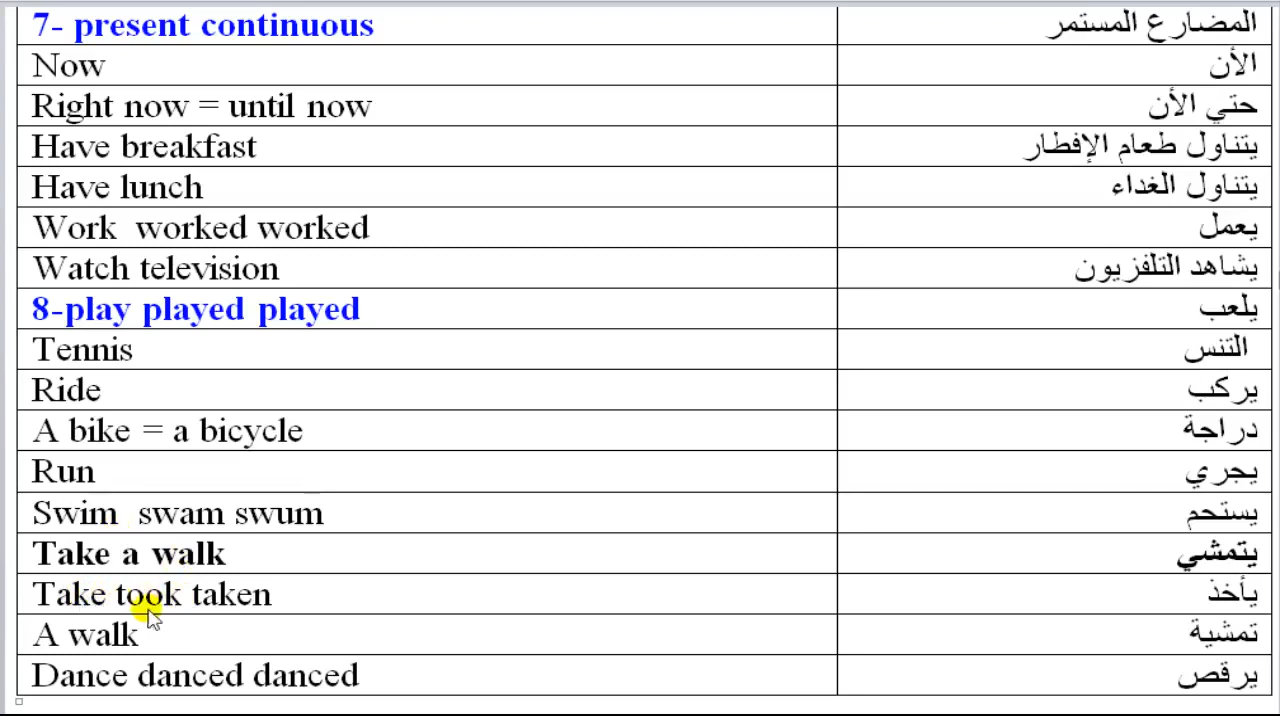 7- present continuous المضارع المستمر
Now الأن
Right now = until now حتي الأن
Have breakfast يتناول طعام الإفطار
Have lunch يتناول الغداء
Work worked worked يعمل
Watch television يشاهد التلفزيون
8-play played played يلعب
Tennis التنس
Ride يركب
A bike = a bicycle دراجة
Run يجري
Swim swam swum يستحم
Take a walk يتمشي
Take took taken يأخذ
A walk تمشية
Dance danced danced يرقص